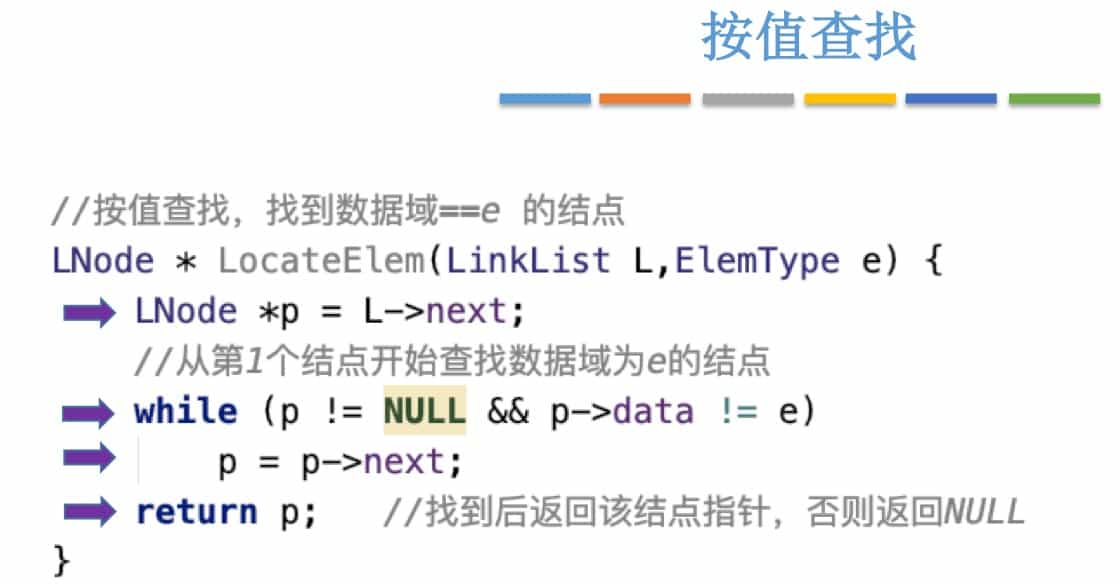 按值查找
//按值查找，找到数据域==e 的结点
LNode * LocateElem(LinkList L,ElemType e) {
LNode *p = L->next;
//从第1个结点开始查找数据域为e的结点
while (p != NULL && p->data != e)
p = p->next;
return p; //找到后返回该结点指针，否则返回NULL
}